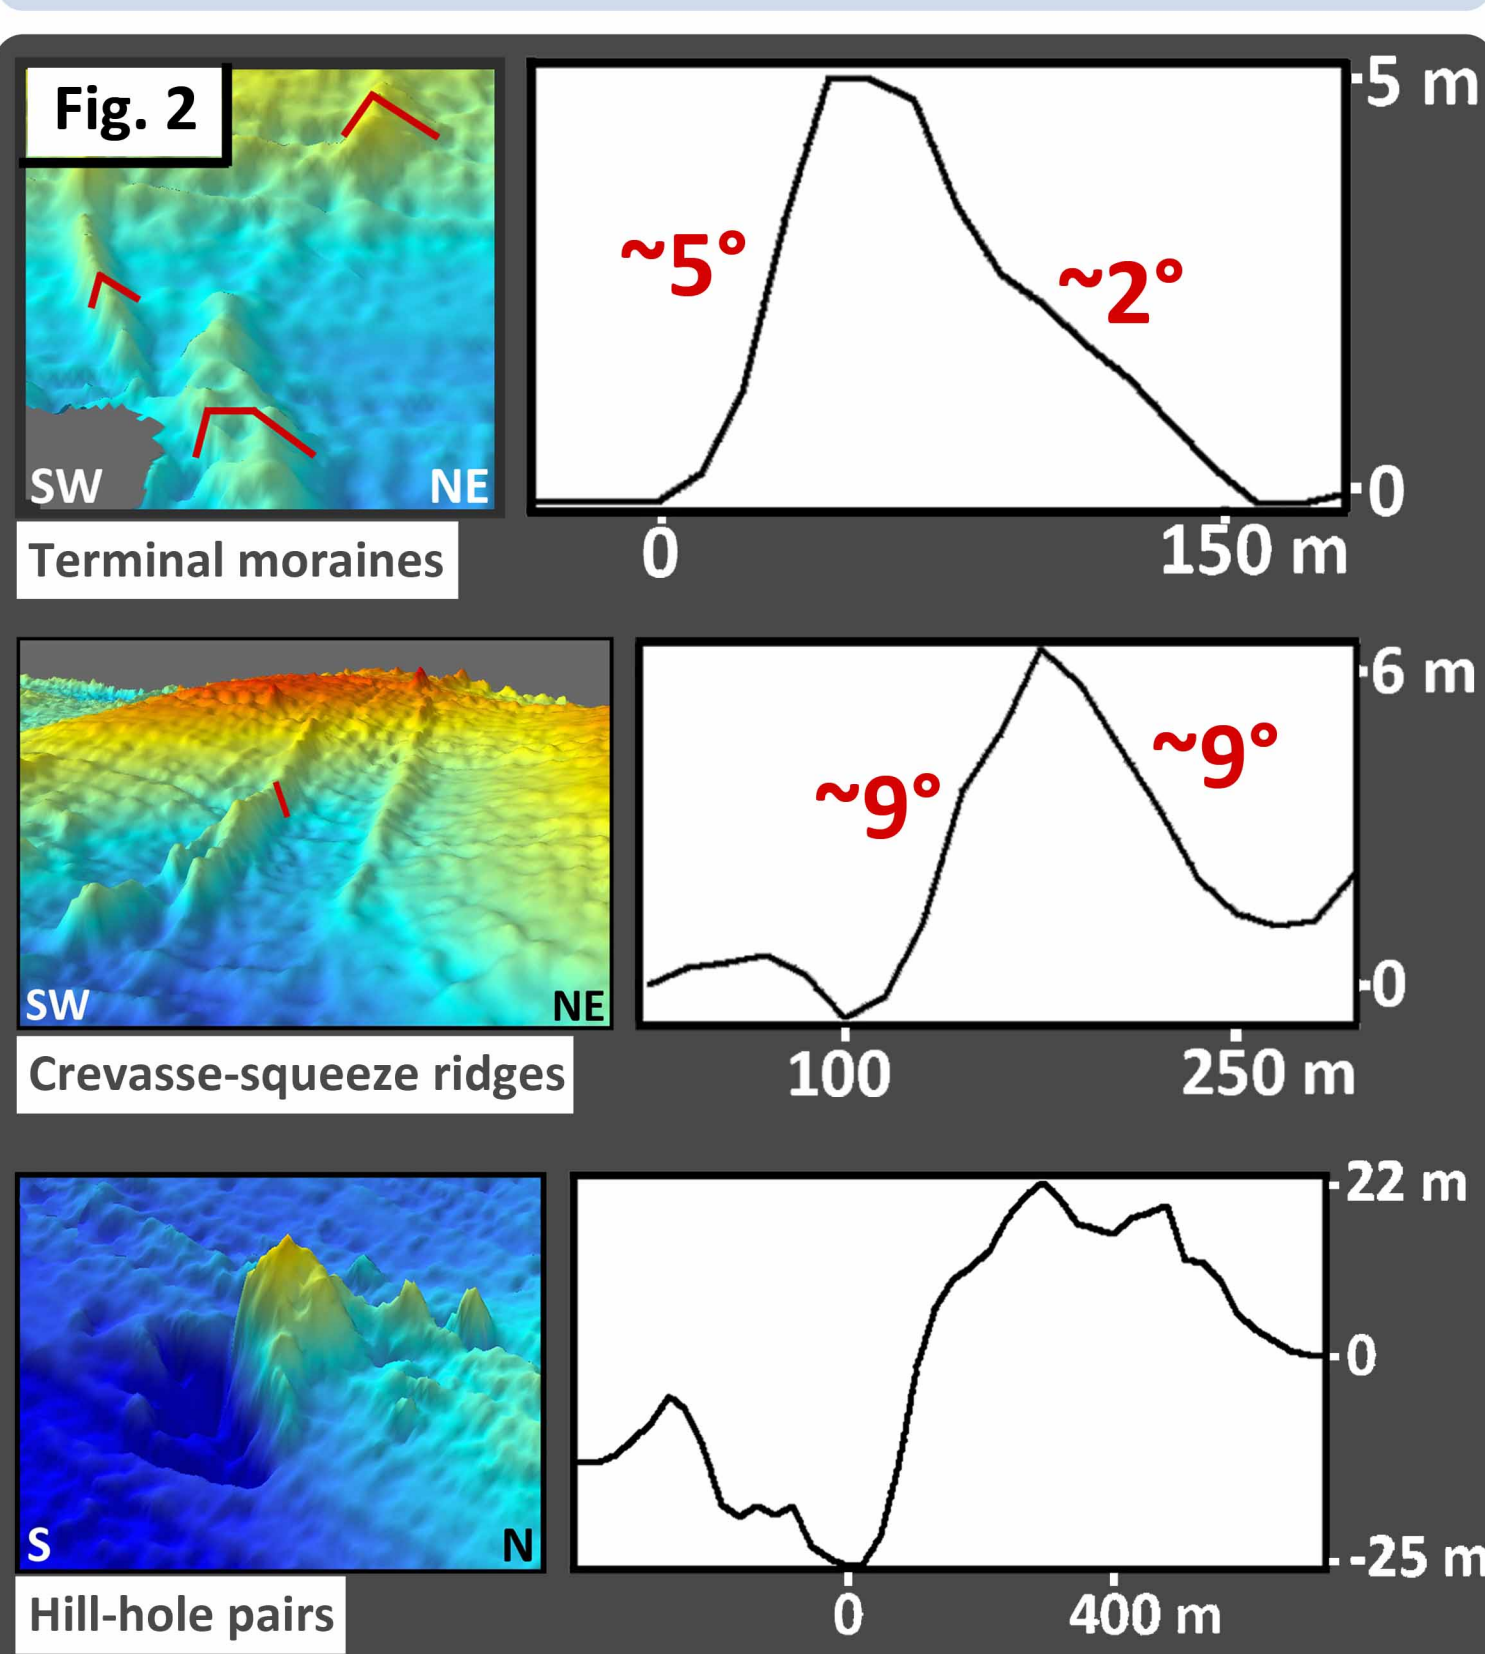 Fig. 2
SW
NE
5 m
~5°
~2°
0
0
150 m
Terminal moraines
SW
NE
6 m
~9°
~9°
0
100
250 m
Crevasse-squeeze ridges
S
N
22 m
0
-25 m
0
400 m
Hill-hole pairs